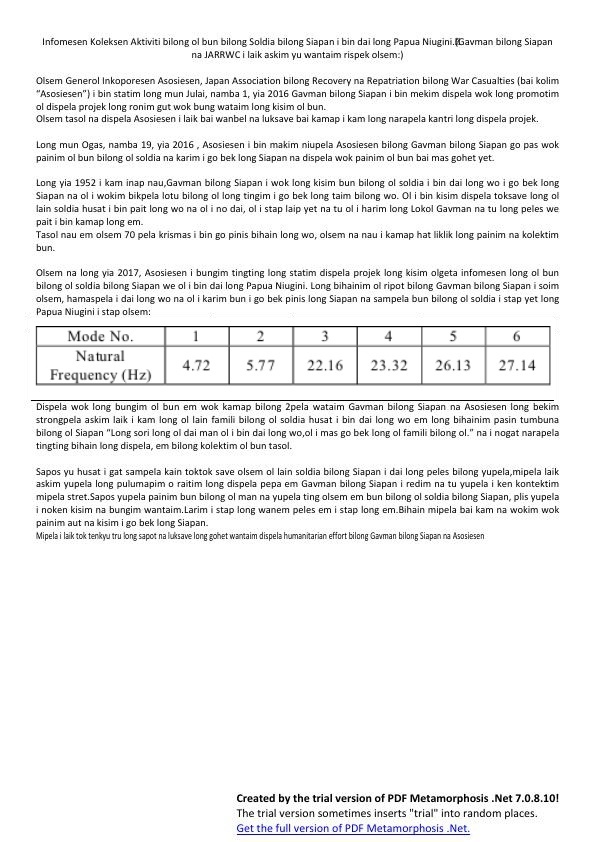 Infomesen Koleksen Aktiviti bilong ol bun bilong Soldia bilong Siapan i bin dai long Papua Niugini.(Gavman bilong Siapan
na JARRWC i laik askim yu wantaim rispek olsem:)
Olsem Generol Inkoporesen Asosiesen, Japan Association bilong Recovery na Repatriation bilong War Casualties (bai kolim
“Asosiesen”) i bin statim long mun Julai, namba 1, yia 2016 Gavman bilong Siapan i bin mekim dispela wok long promotim
ol dispela projek long ronim gut wok bung wataim long kisim ol bun.
Olsem tasol na dispela Asosiesen i laik bai wanbel na luksave bai kamap i kam long narapela kantri long dispela projek.
Long mun Ogas, namba 19, yia 2016 , Asosiesen i bin makim niupela Asosiesen bilong Gavman bilong Siapan go pas wok
painim ol bun bilong ol soldia na karim i go bek long Siapan na dispela wok painim ol bun bai mas gohet yet.
Long yia 1952 i kam inap nau,Gavman bilong Siapan i wok long kisim bun bilong ol soldia i bin dai long wo i go bek long
Siapan na ol i wokim bikpela lotu bilong ol long tingim i go bek long taim bilong wo. Ol i bin kisim dispela toksave long ol
lain soldia husat i bin pait long wo na ol i no dai, ol i stap laip yet na tu ol i harim long Lokol Gavman na tu long peles we
pait i bin kamap long em.
Tasol nau em olsem 70 pela krismas i bin go pinis bihain long wo, olsem na nau i kamap hat liklik long painim na kolektim
bun.
Olsem na long yia 2017, Asosiesen i bungim tingting long statim dispela projek long kisim olgeta infomesen long ol bun
bilong ol soldia bilong Siapan we ol i bin dai long Papua Niugini. Long bihainim ol ripot bilong Gavman bilong Siapan i soim
olsem, hamaspela i dai long wo na ol i karim bun i go bek pinis long Siapan na sampela bun bilong ol soldia i stap yet long
Papua Niugini i stap olsem:
Mode No. 1 2 3 4 5 6
Natural
Frequency (Hz) 4.72 5.77 22.16 23.32 26.13 27.14
Dispela wok long bungim ol bun em wok kamap bilong 2pela wataim Gavman bilong Siapan na Asosiesen long bekim
strongpela askim laik i kam long ol lain famili bilong ol soldia husat i bin dai long wo em long bihainim pasin tumbuna
bilong ol Siapan “Long sori long ol dai man ol i bin dai long wo,ol i mas go bek long ol famili bilong ol.” na i nogat narapela
tingting bihain long dispela, em bilong kolektim ol bun tasol.
Sapos yu husat i gat sampela kain toktok save olsem ol lain soldia bilong Siapan i dai long peles bilong yupela,mipela laik
askim yupela long pulumapim o raitim long dispela pepa em Gavman bilong Siapan i redim na tu yupela i ken kontektim
mipela stret.Sapos yupela painim bun bilong ol man na yupela ting olsem em bun bilong ol soldia bilong Siapan, plis yupela
i noken kisim na bungim wantaim.Larim i stap long wanem peles em i stap long em.Bihain mipela bai kam na wokim wok
painim aut na kisim i go bek long Siapan.
Mipela i laik tok tenkyu tru long sapot na luksave long gohet wantaim dispela humanitarian effort bilong Gavman bilong Siapan na Asosiesen
Created by the trial version of PDF Metamorphosis .Net 7.0.8.10!
The trial version sometimes inserts "trial" into random places.
Get the full version of PDF Metamorphosis .Net.